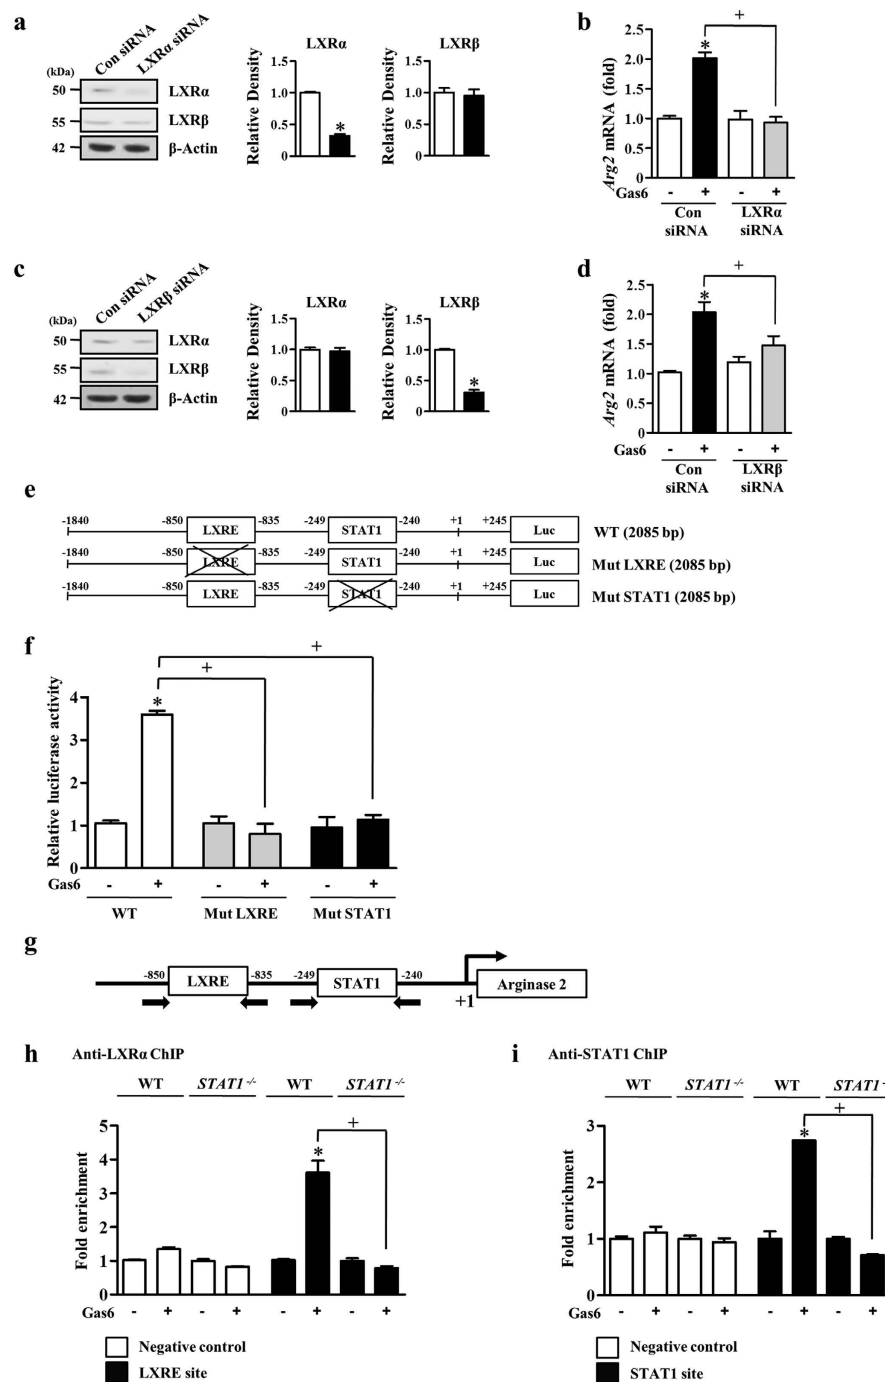 a
Con siRNA
LXRα siRNA
(kDa)
50
LXRα
55
LXRβ
42
β-Actin
LXRα
Relative Density
1.5
1.0
0.5
0
*
LXRβ
Relative Density
1.5
1.0
0.5
0
b
Arg2 mRNA (fold)
2.5
2.0
1.5
1.0
0.5
0
*
+
Gas6 - + - +
Con siRNA
LXRα siRNA
c
Con siRNA
LXRβ siRNA
(kDa)
50
LXRα
55
LXRβ
42
β-Actin
LXRα
Relative Density
1.5
1.0
0.5
0
LXRβ
Relative Density
1.5
1.0
0.5
0
*
d
Arg2 mRNA (fold)
2.5
2.0
1.5
1.0
0.5
0
*
+
Gas6 - + - +
Con siRNA
LXRβ siRNA
e
-1840 -850 LXRE -835 -249 STAT1 -240 +1 +245 Luc WT (2085 bp)
-1840 -850 LXRE -835 -249 STAT1 -240 +1 +245 Luc Mut LXRE (2085 bp)
-1840 -850 LXRE -835 -249 STAT1 -240 +1 +245 Luc Mut STAT1 (2085 bp)
f
Relative luciferase activity
4
3
2
1
0
*
+
+
Gas6 - + - + - +
WT Mut LXRE Mut STAT1
g
-850 LXRE -835 -249 STAT1 -240 +1 Arginase 2
h
Anti-LXRα ChIP
WT STAT1 -/- WT STAT1 -/-
Fold enrichment
5
4
3
2
1
0
*
+
Gas6 - + - + - + - +
Negative control
LXRE site
i
Anti-STAT1 ChIP
WT STAT1 -/- WT STAT1 -
Fold enrichment
3
2
1
0
*
+
Gas6 - + - + - + - +
Negative control
STAT1 site